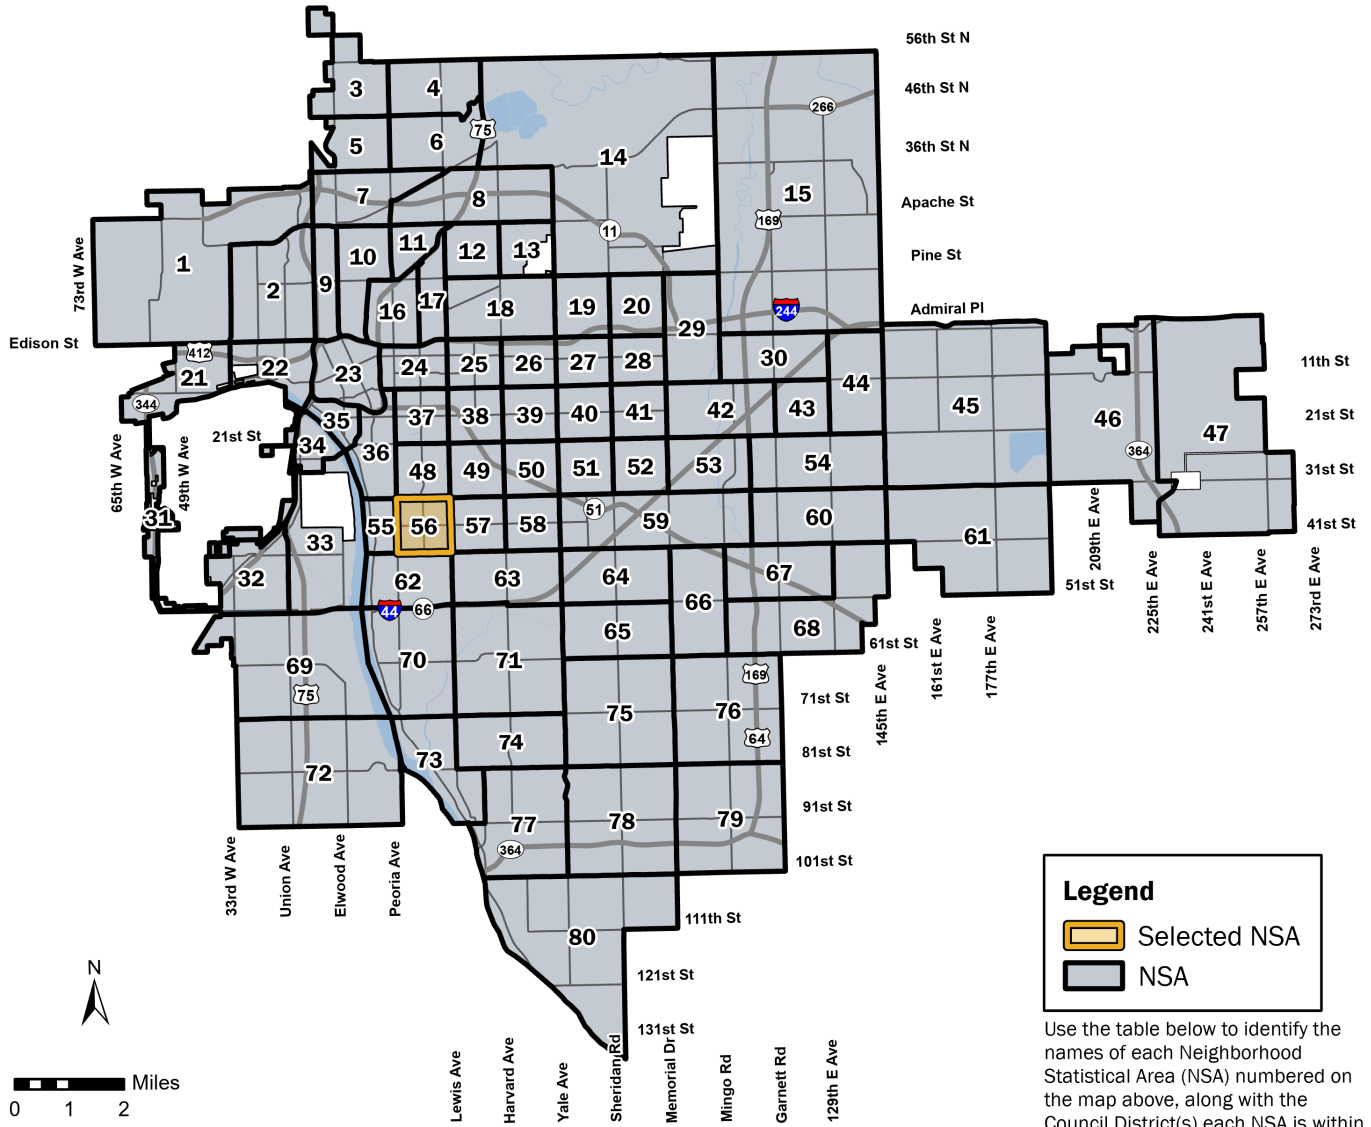 56th St N
3
4
46th St N
266
75
5
6
36th St N
14
7
8
15
Apache St
169
11
10
11
12
13
Pine St
73rd W Ave
1
2
9
16
17
18
19
20
29
244
Admiral Pl
Edison St
412
21
22
23
24
25
26
27
28
30
44
11th St
344
35
37
38
39
40
41
42
43
45
46
47
21st St
21st St
34
36
65th W Ave
49th W Ave
48
49
50
51
52
53
54
364
31st St
31
33
55
56
57
58
51
59
60
61
209th E Ave
41st St
32
62
63
64
67
51st St
44
66
66
65
68
61st St
225th E Ave
241st E Ave
257th E Ave
273rd E Ave
69
70
71
145th E Ave
161st E Ave
177th E Ave
75
169
75
76
71st St
72
73
74
64
81st St
77
78
79
91st St
364
101st St
33rd W Ave
Union Ave
Elwood Ave
Peoria Ave
80
111th St
121st St
131st St
Lewis Ave
Harvard Ave
Yale Ave
Sheridan Rd
Memorial Dr
Mingo Rd
Garnett Rd
129th E Ave
N
Miles
0 1 2
Legend
Selected NSA
NSA
Use the table below to identify the
names of each Neighborhood
Statistical Area (NSA) numbered on
the map above, along with the
Council District(s) each NSA is within